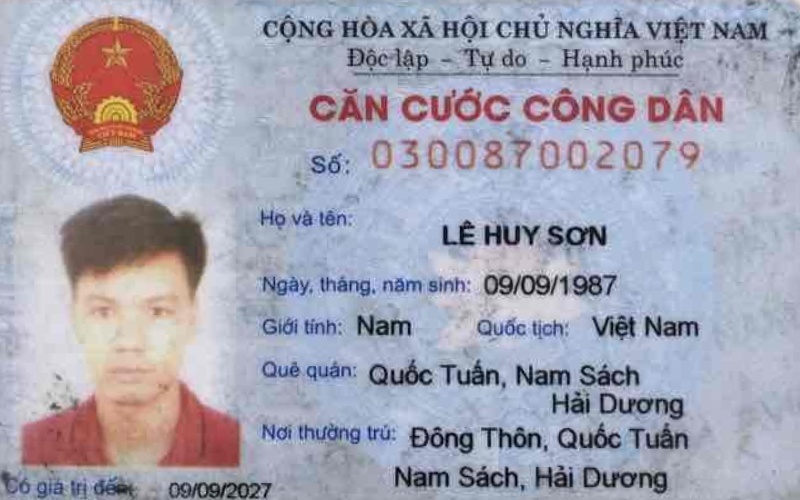 CỘNG HÒA XÃ HỘI CHỦ NGHĨA VIỆT NAM
Độc lập - Tự do - Hạnh phúc
CĂN CƯỚC CÔNG DÂN
Số: 030087002079
Họ và tên: LÊ HUY SƠN
Ngày, tháng, năm sinh: 09/09/1987
Giới tính: Nam Quốc tịch: Việt Nam
Quê quán: Quốc Tuấn, Nam Sách
Hải Dương
Nơi thường trú: Đông Thôn, Quốc Tuấn
Nam Sách, Hải Dương
Có giá trị đến: 09/09/2027